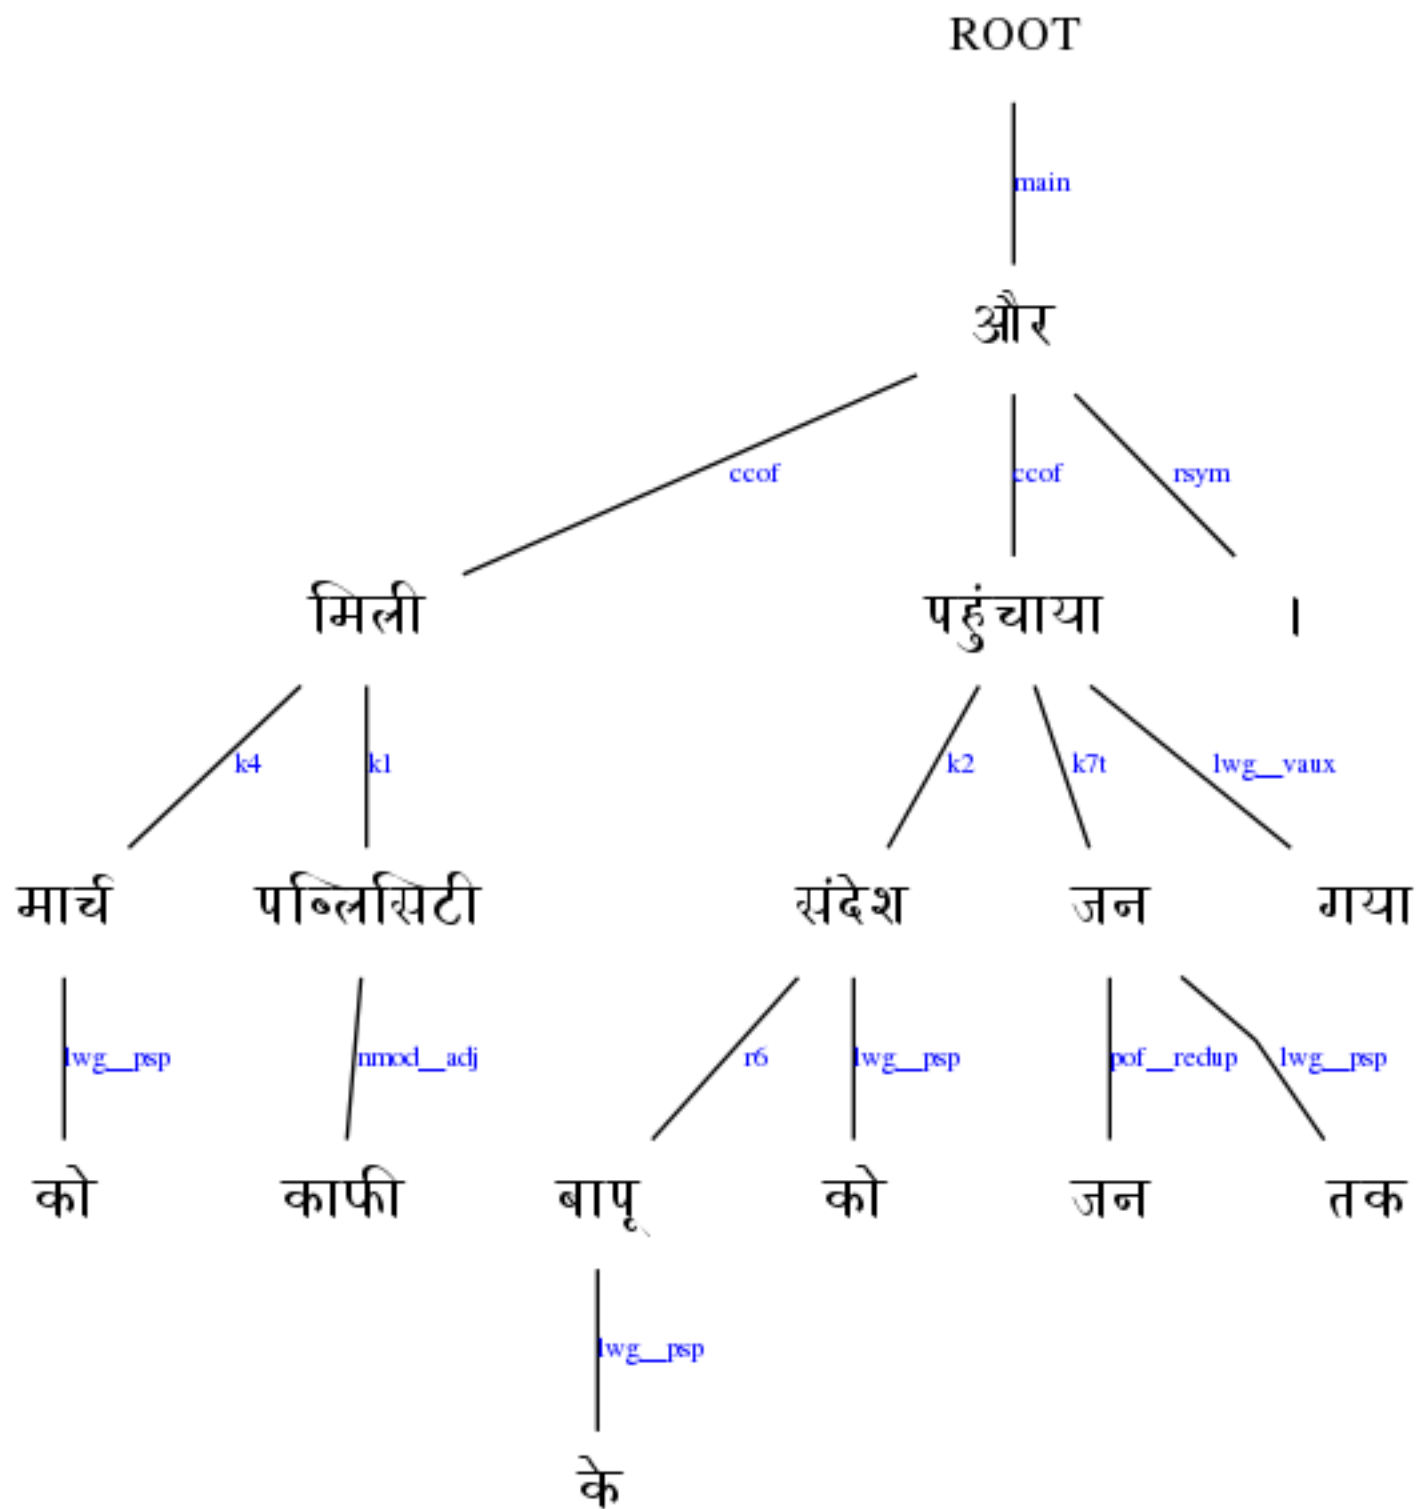 ROOT
main
और
ccof ccof rsym
मिली पहुंचाया ।
k4 k1 k2 k7t lwg__vaux
मार्च पब्लिसिटी संदेश जन गया
lwg__psp nmod__adj r6 lwg__psp pof__redup lwg__psp
को काफी बापू को जन तक
lwg__psp
के